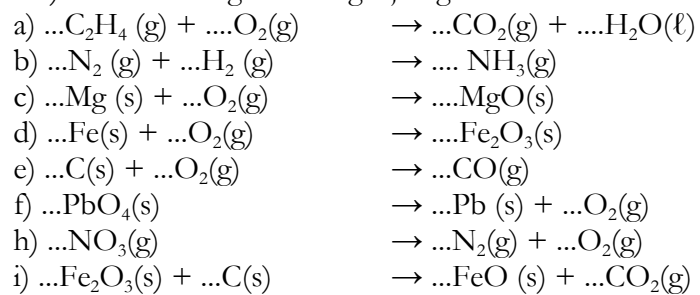 a) ...C₂H₄ (g) + ....O₂(g) → ...CO₂(g) + ....H₂O(ℓ)
b) ...N₂ (g) + ...H₂ (g) → .... NH₃(g)
c) ...Mg (s) + ...O₂(g) → ....MgO(s)
d) ...Fe(s) + ...O₂(g) → ....Fe₂O₃(s)
e) ...C(s) + ...O₂(g) → ...CO(g)
f) ...PbO₄(s) → ...Pb (s) + ...O₂(g)
h) ...NO₃(g) → ...N₂(g) + ...O₂(g)
i) ...Fe₂O₃(s) + ...C(s) → ...FeO (s) + ...CO₂(g)